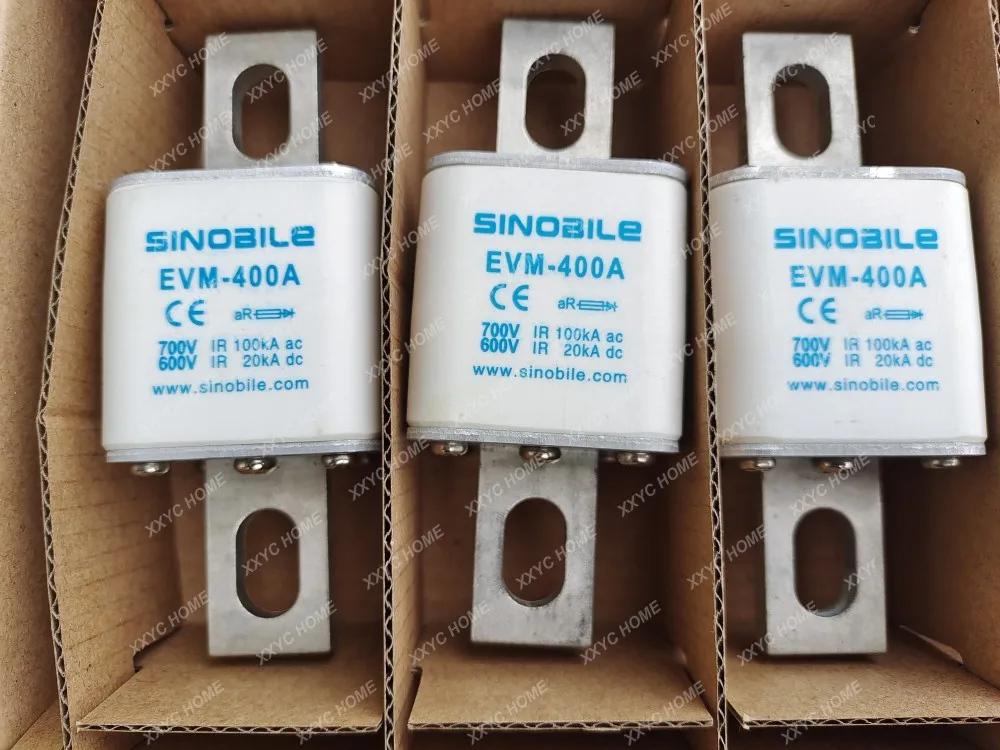 SINOBILE
EVM-400A
CE aR
700V IR 100kA ac
600V IR 20kA dc
www.sinobile.com
SINOBILE
EVM-400A
CE aR
700V IR 100kA ac
600V IR 20kA dc
www.sinobile.com
SINOBILE
EVM-400A
CE aR
700V IR 100kA ac
600V IR 20kA dc
www.sinobile.com
XXYC HOME